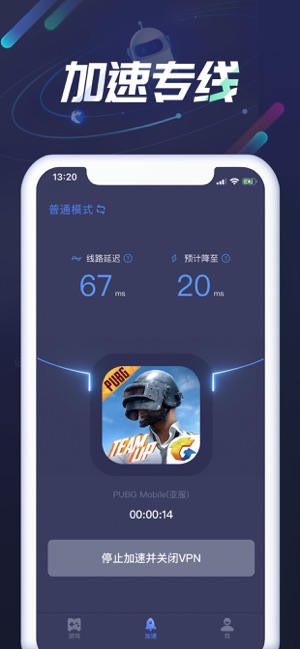 加速专线
13:20
普通模式
线路延迟 ?
预计降至 ?
67 ms
20 ms
PUBG
TEAM UP
PUBG Mobile(亚服)
00:00:14
停止加速并关闭VPN
游戏
加速
我